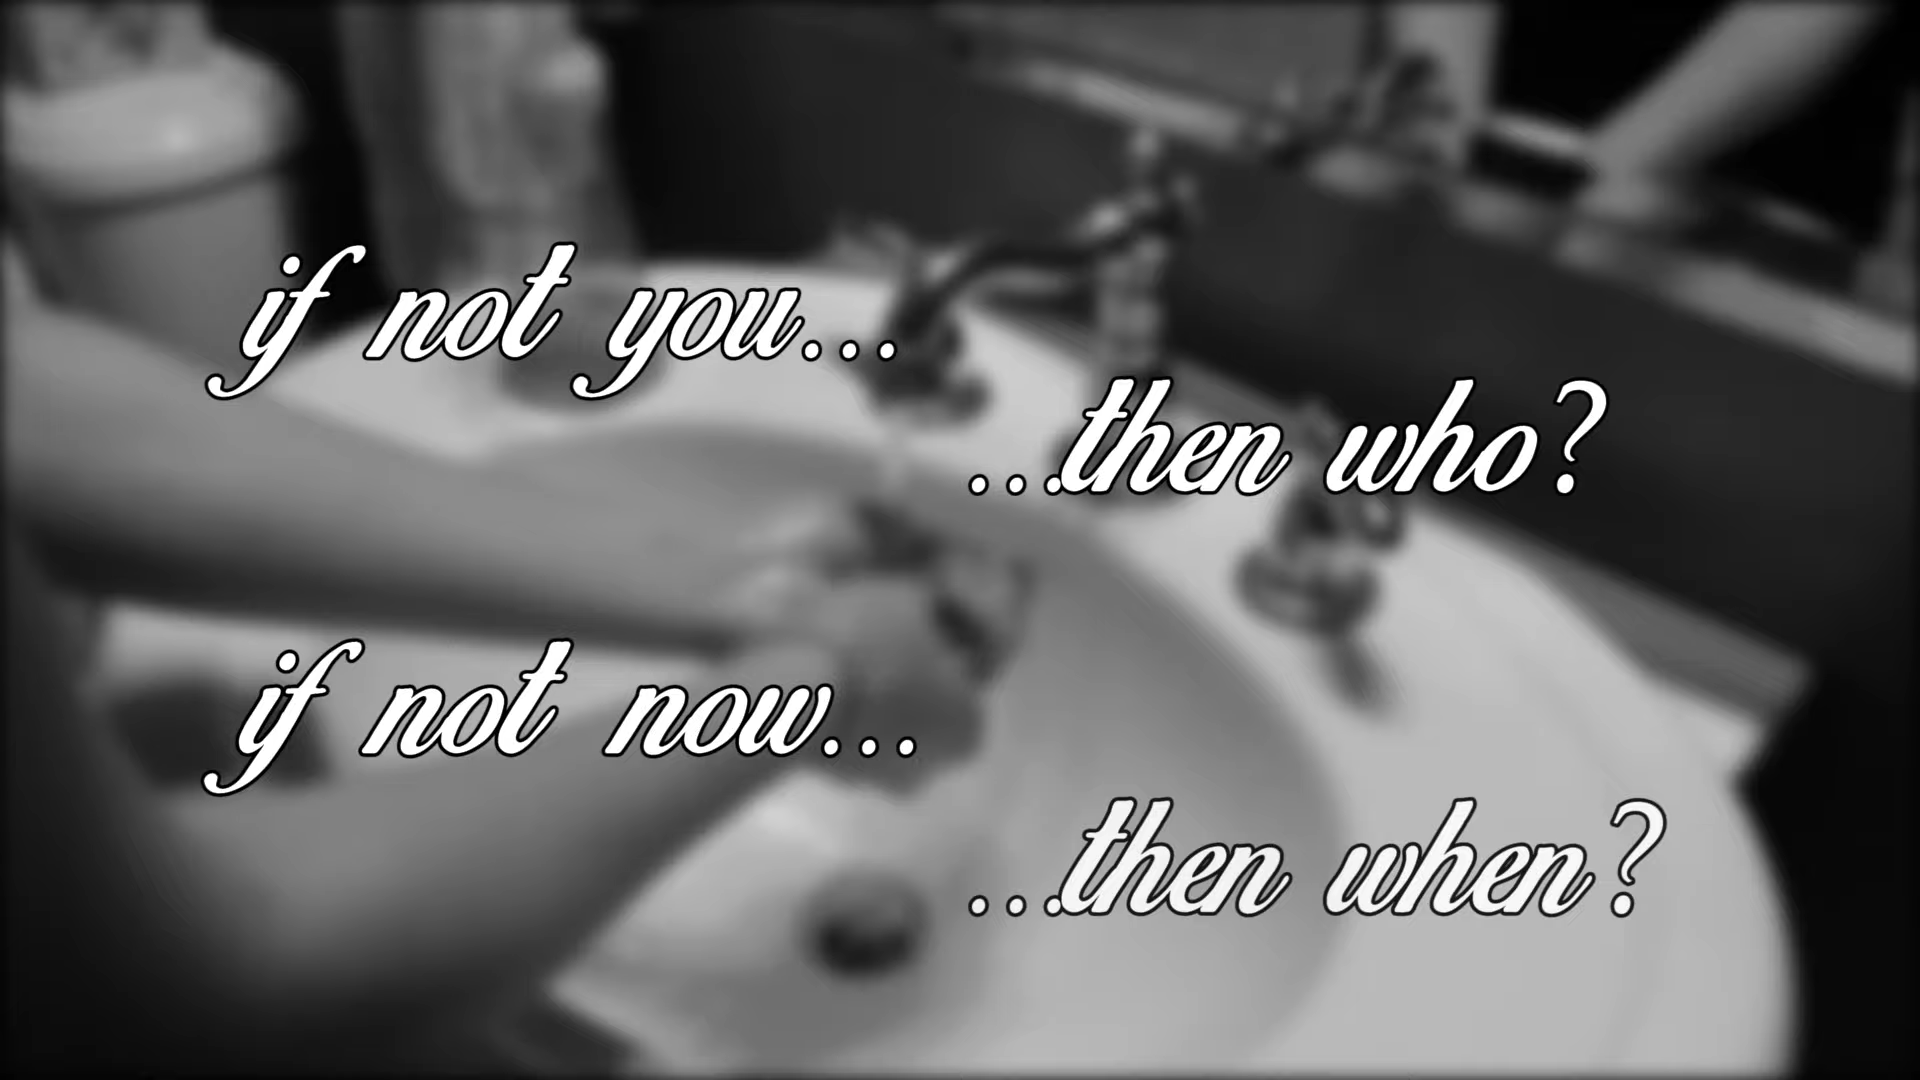 if not you...
...then who?
if not now...
...then when?